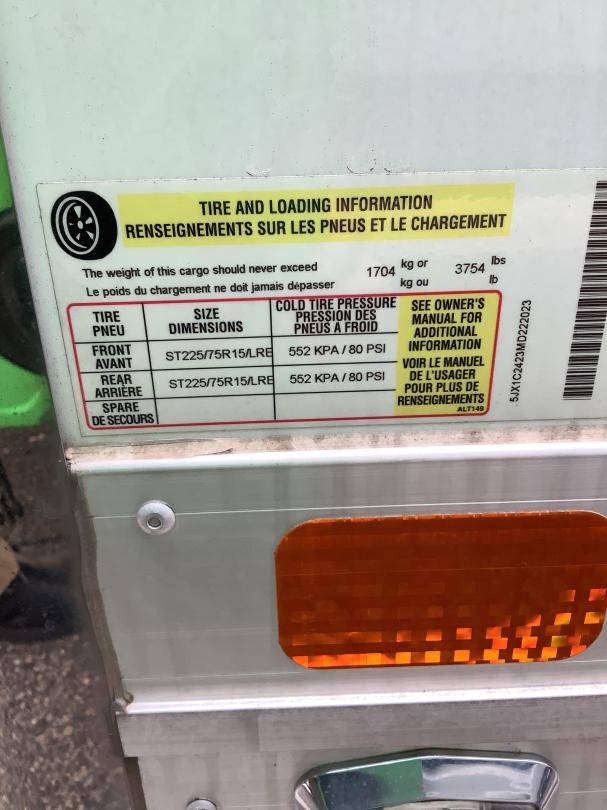 TIRE AND LOADING INFORMATION
RENSEIGNEMENTS SUR LES PNEUS ET LE CHARGEMENT
The weight of this cargo should never exceed 1704 kg or 3754 lbs
Le poids du chargement ne doit jamais dépasser kg ou lb
TIRE
PNEU
SIZE
DIMENSIONS
COLD TIRE PRESSURE
PRESSION DES
PNEUS A FROID
SEE OWNER'S
MANUAL FOR
ADDITIONAL
INFORMATION
VOIR LE MANUEL
DE L'USAGER
POUR PLUS DE
RENSEIGNEMENTS
ALT149
FRONT
AVANT
ST225/75R15/LRE
552 KPA / 80 PSI
REAR
ARRIÈRE
ST225/75R15/LRE
552 KPA / 80 PSI
SPARE
DE SECOURS
5JX1C2423MD222023